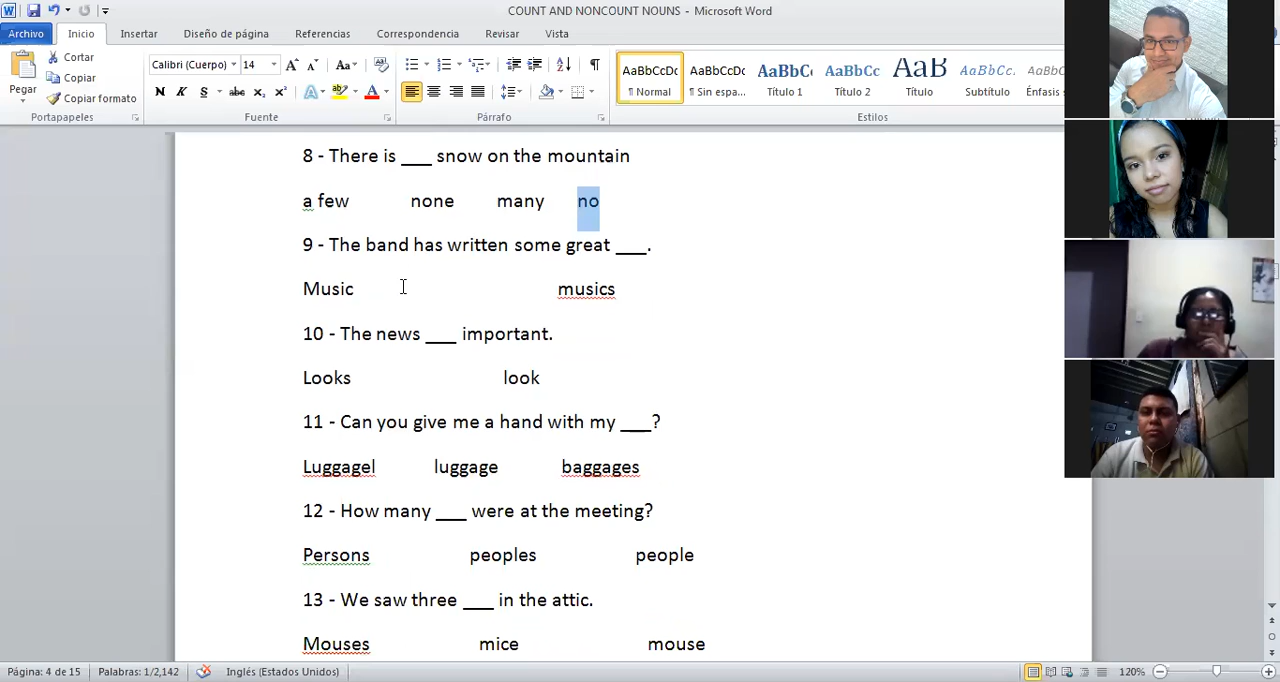 COUNT AND NONCOUNT NOUNS - Microsoft Word
Archivo Inicio Insertar Diseño de página Referencias Correspondencia Revisar Vista
Pegar
Cortar
Copiar
Copiar formato
Portapapeles
Calibri (Cuerpo) 14
N K S abc x₂ x²
Fuente
Párrafo
AaBbCcDc AaBbCcDc AaBbC AaBbCc AaB AaBbCc. AaBbCc
¶ Normal ¶ Sin espa... Título 1 Título 2 Título Subtítulo Énfasis s
Estilos
8 - There is ___ snow on the mountain
a few none many no
9 - The band has written some great ___.
Music musics
10 - The news ___ important.
Looks look
11 - Can you give me a hand with my ___?
Luggagel luggage baggages
12 - How many ___ were at the meeting?
Persons peoples people
13 - We saw three ___ in the attic.
Mouses mice mouse
Página: 4 de 15 Palabras: 1/2,142 Inglés (Estados Unidos) 120%